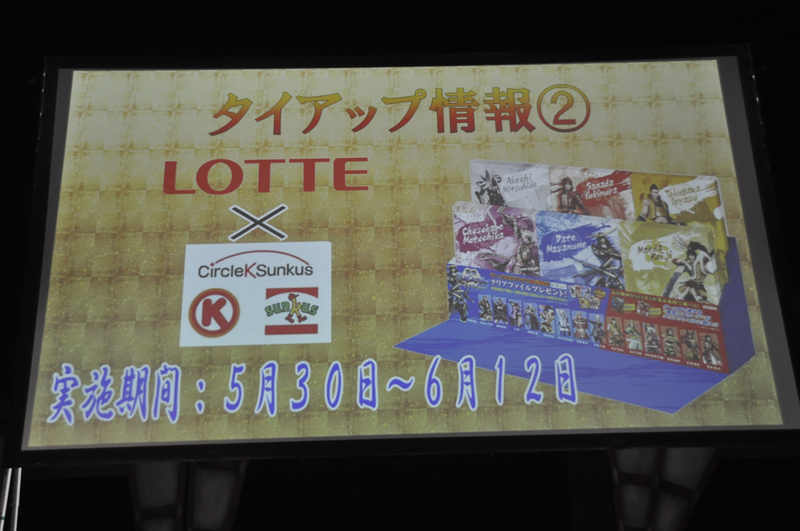 タイアップ情報②
LOTTE
×
CircleKSunkus
K
sunkus
Akechi
Mitsuhide
Sanada
Yukimura
Tokugawa
Ieyasu
Chosokabe
Motochika
Date
Masamune
Maeda
Keiji
クリアファイルプレゼント!
実施期間:5月30日~6月12日